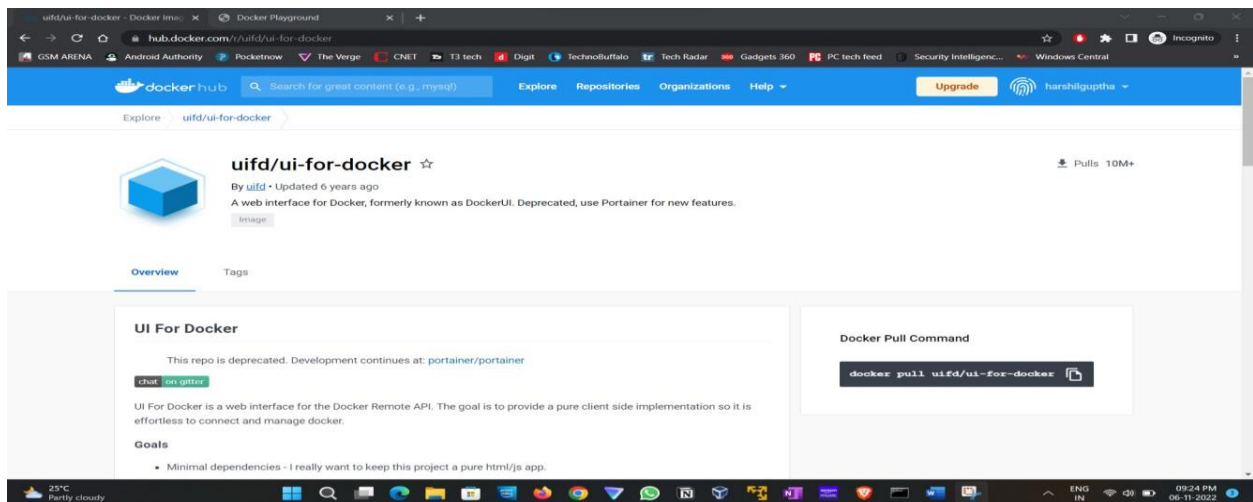 uifd/ui-for-docker - Docker Imag
Docker Playground
hub.docker.com/r/uifd/ui-for-docker
Incognito
GSM ARENA
Android Authority
Pocketnow
The Verge
CNET
T3 tech
Digit
TechnoBuffalo
Tech Radar
Gadgets 360
PC tech feed
Security Intelligenc...
Windows Central
dockerhub
Search for great content (e.g., mysql)
Explore
Repositories
Organizations
Help
Upgrade
harshilguptha
Explore
uifd/ui-for-docker
uifd/ui-for-docker
Pulls 10M+
By uifd • Updated 6 years ago
A web interface for Docker, formerly known as DockerUI. Deprecated, use Portainer for new features.
Image
Overview
Tags
UI For Docker
This repo is deprecated. Development continues at: portainer/portainer
chat on gitter
UI For Docker is a web interface for the Docker Remote API. The goal is to provide a pure client side implementation so it is
effortless to connect and manage docker.
Goals
• Minimal dependencies - I really want to keep this project a pure html/js app.
Docker Pull Command
docker pull uifd/ui-for-docker
25°C
Partly cloudy
ENG
IN
09:24 PM
06-11-2022